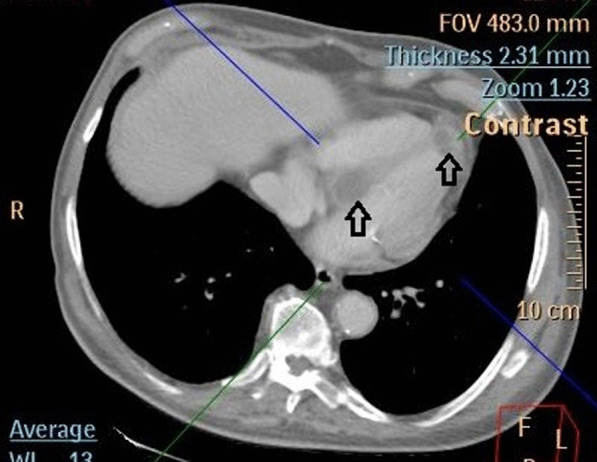 FOV 483.0 mm
Thickness 2.31 mm
Zoom 1.23
Contrast
R
10 cm
Average
F
L